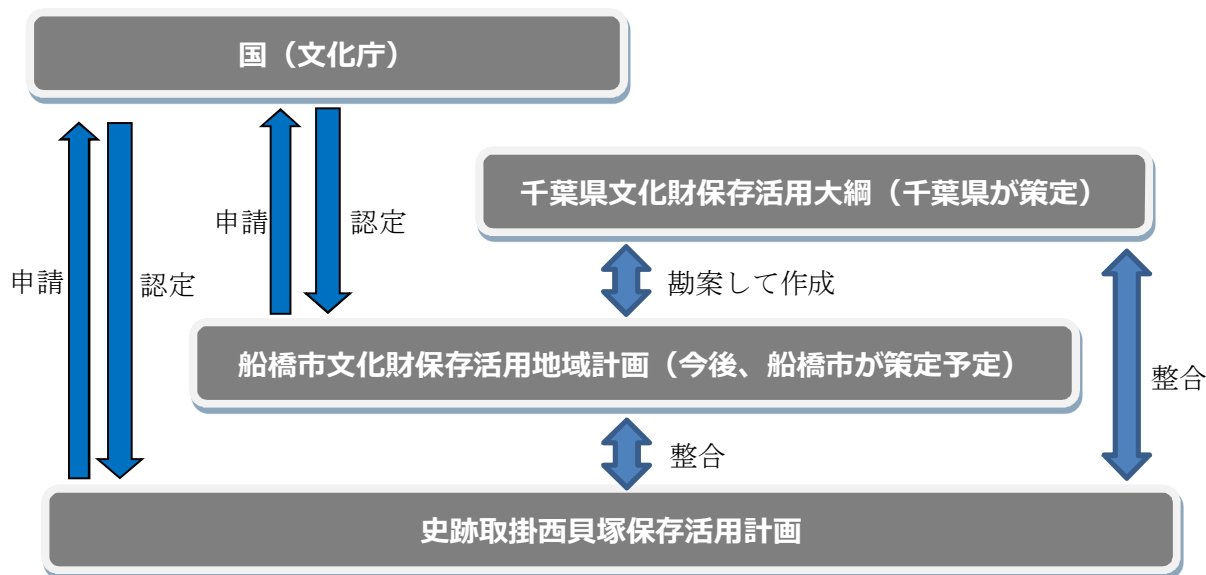 国（文化庁）
千葉県文化財保存活用大綱（千葉県が策定）
申請
認定
申請
認定
勘案して作成
船橋市文化財保存活用地域計画（今後、船橋市が策定予定）
整合
整合
史跡取掛西貝塚保存活用計画